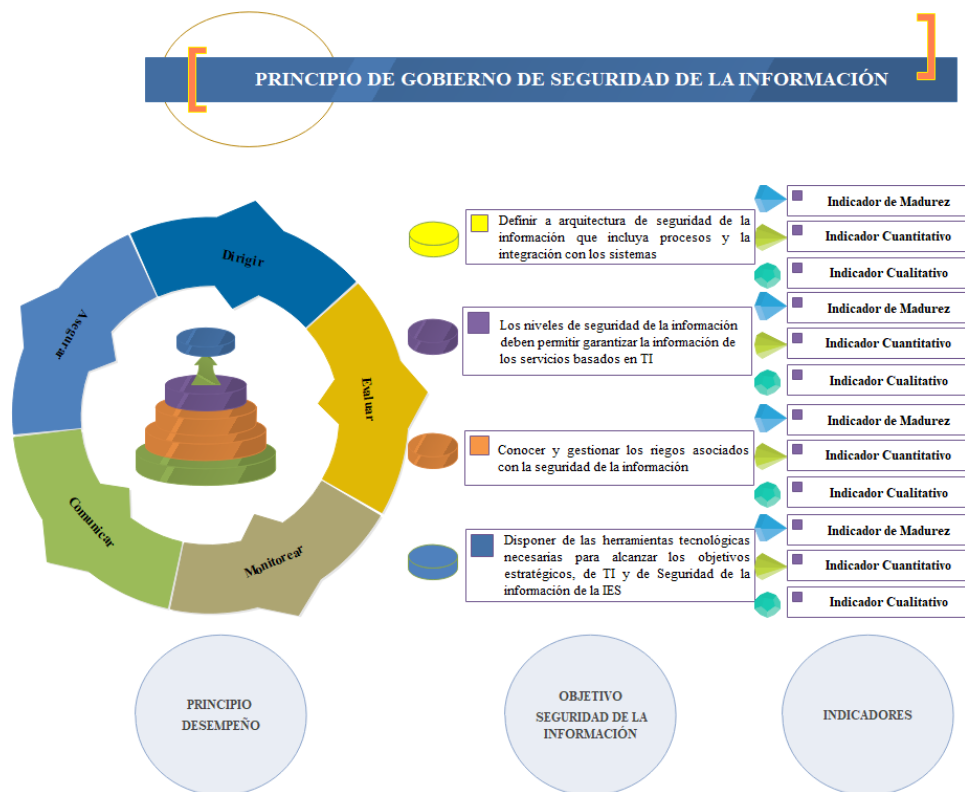 PRINCIPIO DE GOBIERNO DE SEGURIDAD DE LA INFORMACIÓN
Dirigir
Asegurar
Evaluar
Comunicar
Monitorear
Definir a arquitectura de seguridad de la
información que incluya procesos y la
integración con los sistemas
Indicador de Madurez
Indicador Cuantitativo
Indicador Cualitativo
Los niveles de seguridad de la información
deben permitir garantizar la información de
los servicios basados en TI
Indicador de Madurez
Indicador Cuantitativo
Indicador Cualitativo
Conocer y gestionar los riegos asociados
con la seguridad de la información
Indicador de Madurez
Indicador Cuantitativo
Indicador Cualitativo
Disponer de las herramientas tecnológicas
necesarias para alcanzar los objetivos
estratégicos, de TI y de Seguridad de la
información de la IES
Indicador de Madurez
Indicador Cuantitativo
Indicador Cualitativo
PRINCIPIO
DESEMPEÑO
OBJETIVO
SEGURIDAD DE LA
INFORMACIÓN
INDICADORES